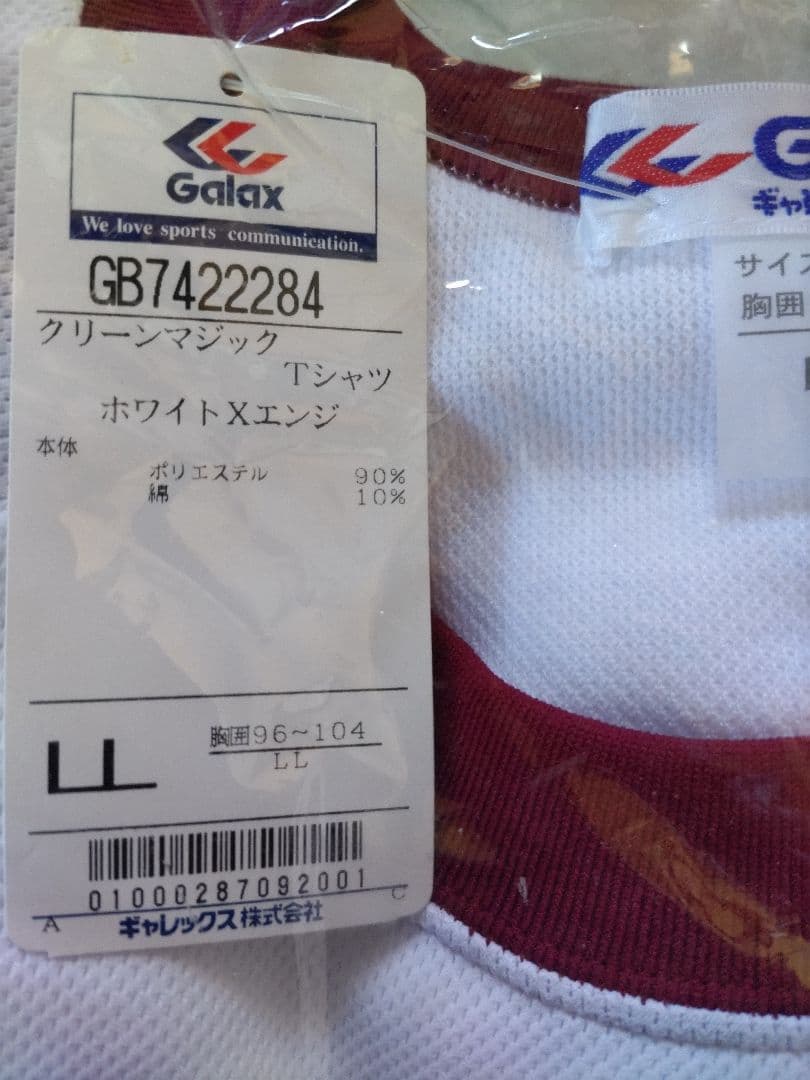 Galax
We love sports communication.
GB7422284
クリーンマジック
Tシャツ
ホワイトXエンジ
本体
ポリエステル 90%
綿 10%
LL 胸囲96~104
LL
01000287092001
A C
ギャレックス株式会社
サイズ
胸囲